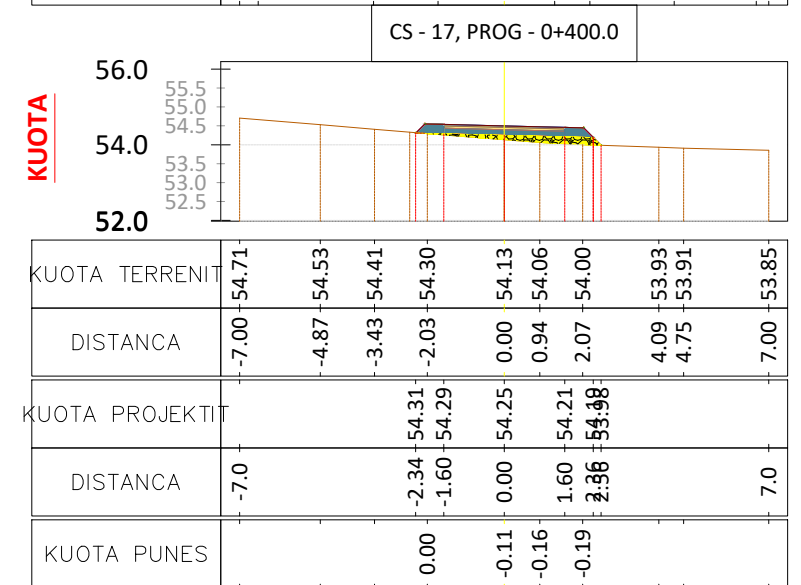 CS - 17, PROG - 0+400.0
KUOTA
56.0
55.5
55.0
54.5
54.0
53.5
53.0
52.5
52.0
KUOTA TERRENIT 54.71 54.53 54.41 54.30 54.13 54.06 54.00 53.93 53.91 53.85
DISTANCA -7.00 -4.87 -3.43 -2.03 0.00 0.94 2.07 4.09 4.75 7.00
KUOTA PROJEKTIT 54.31 54.29 54.25 54.21 54.19 53.98
DISTANCA -7.0 -2.34 -1.60 0.00 1.60 7.0
KUOTA PUNES 0.00 -0.11 -0.16 -0.19